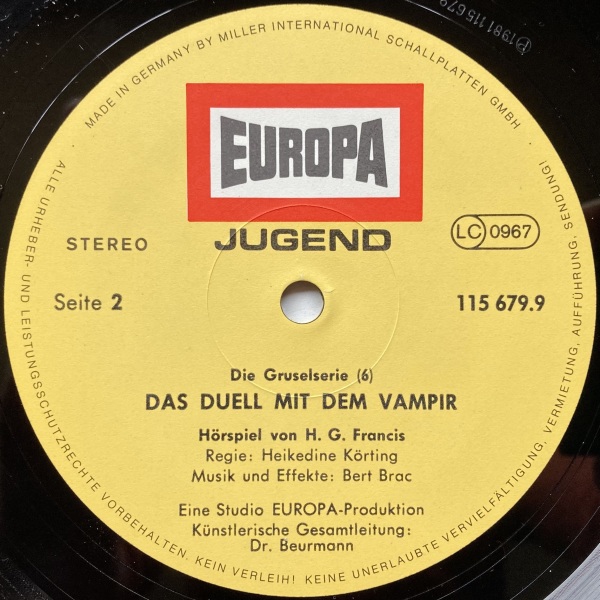 MADE IN GERMANY BY MILLER INTERNATIONAL SCHALLPLATTEN GMBH ·
℗ 1981 115 679
EUROPA
JUGEND
STEREO
LC 0967
Seite 2
115 679.9
Die Gruselserie (6)
DAS DUELL MIT DEM VAMPIR
Hörspiel von H. G. Francis
Regie: Heikedine Körting
Musik und Effekte: Bert Brac
Eine Studio EUROPA-Produktion
Künstlerische Gesamtleitung:
Dr. Beurmann
ALLE URHEBER- UND LEISTUNGSSCHUTZRECHTE VORBEHALTEN. KEIN VERLEIH! KEINE UNERLAUBTE VERVIELFÄLTIGUNG, VERMIETUNG, AUFFÜHRUNG, SENDUNG!